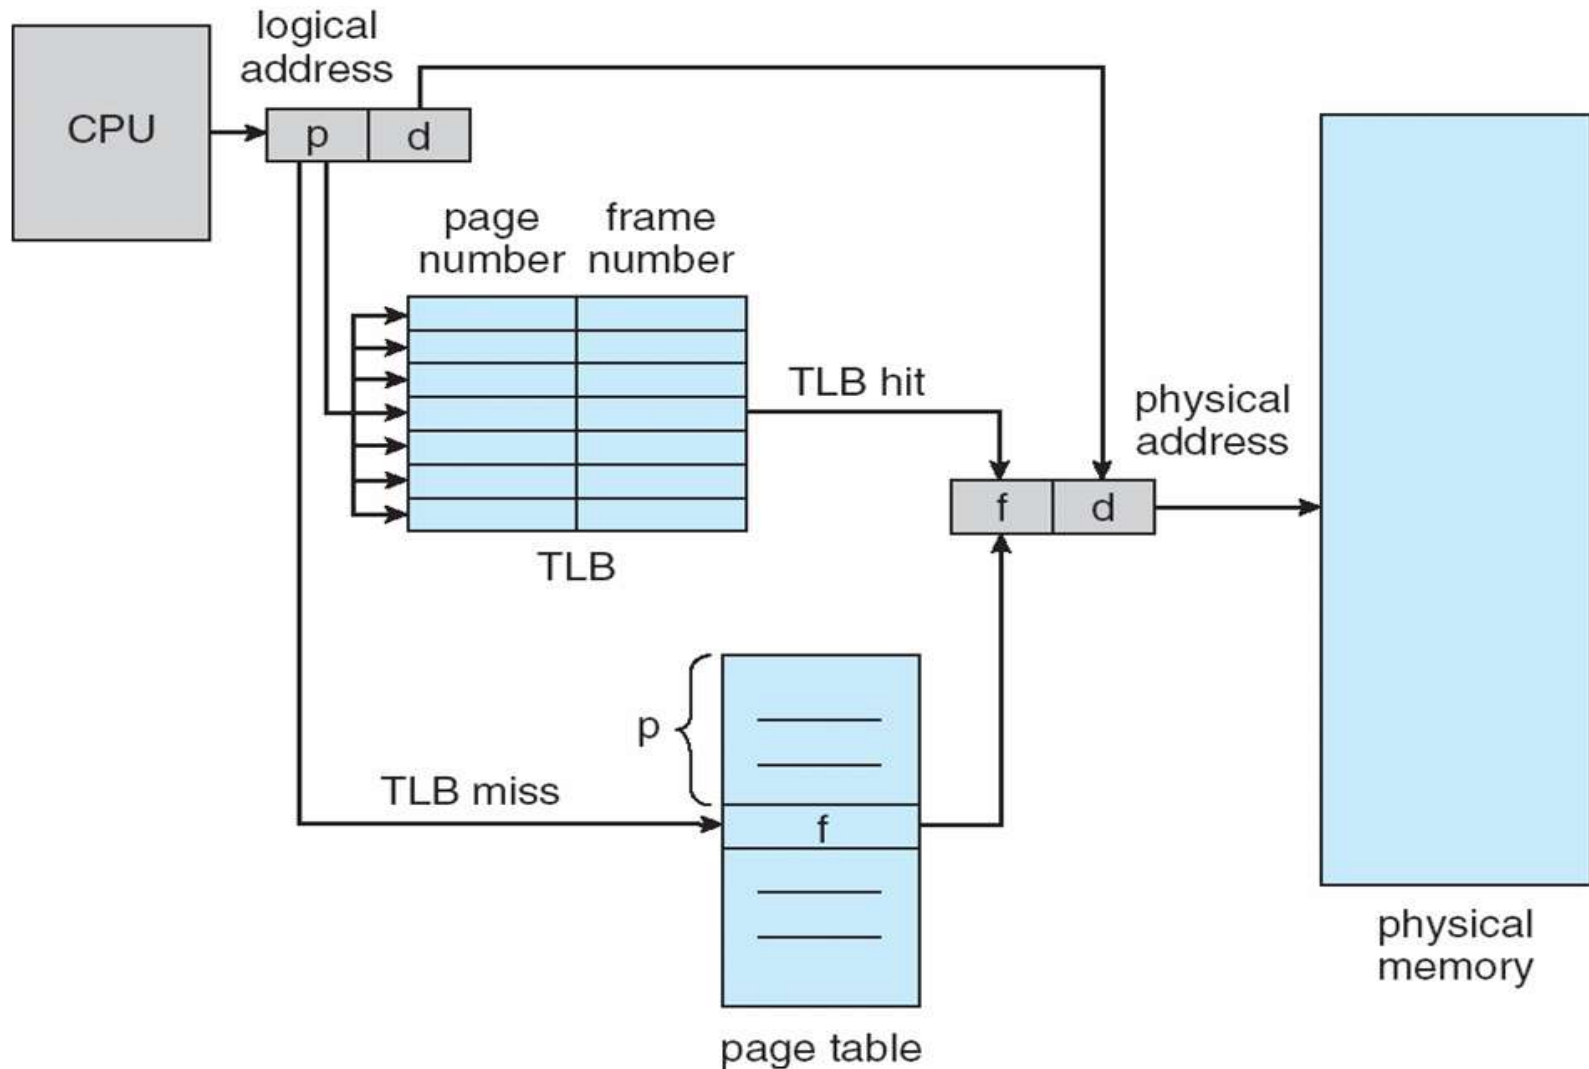 logical
address
CPU
p
d
page
number
frame
number
TLB hit
physical
address
f
d
TLB
p
TLB miss
f
physical
memory
page table